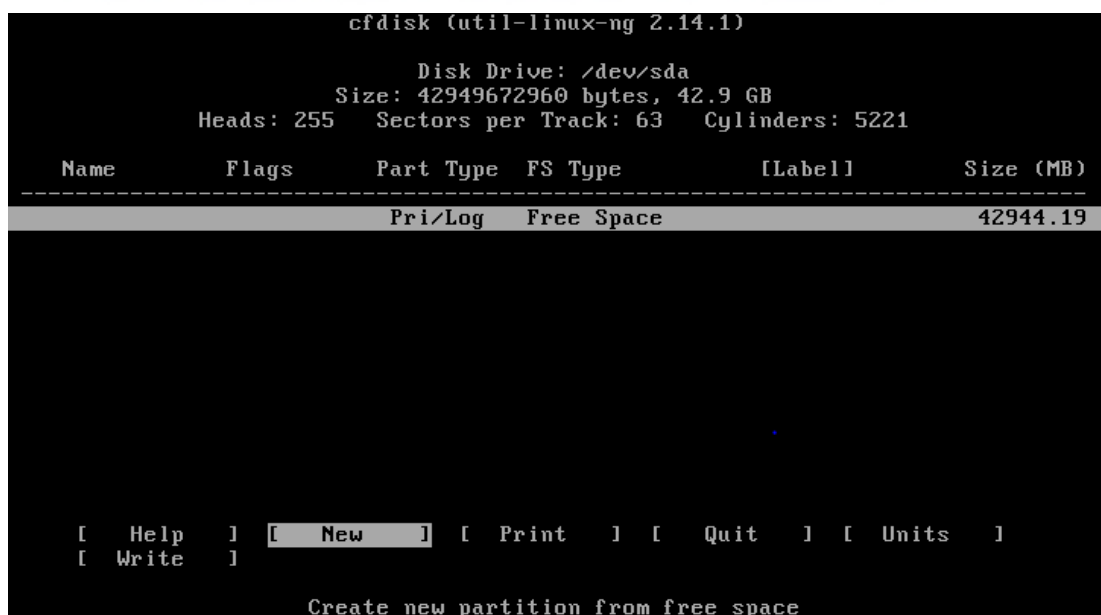 cfdisk (util-linux-ng 2.14.1)
Disk Drive: /dev/sda
Size: 42949672960 bytes, 42.9 GB
Heads: 255 Sectors per Track: 63 Cylinders: 5221
Name Flags Part Type FS Type [Label] Size (MB)
Pri/Log Free Space 42944.19
[ Help ] [ New ] [ Print ] [ Quit ] [ Units ]
[ Write ]
Create new partition from free space